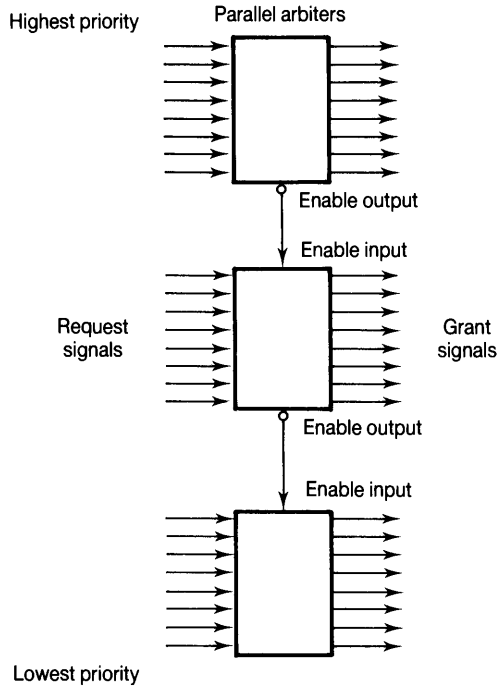 Highest priority
Parallel arbiters
Enable output
Enable input
Request
signals
Grant
signals
Enable output
Enable input
Lowest priority